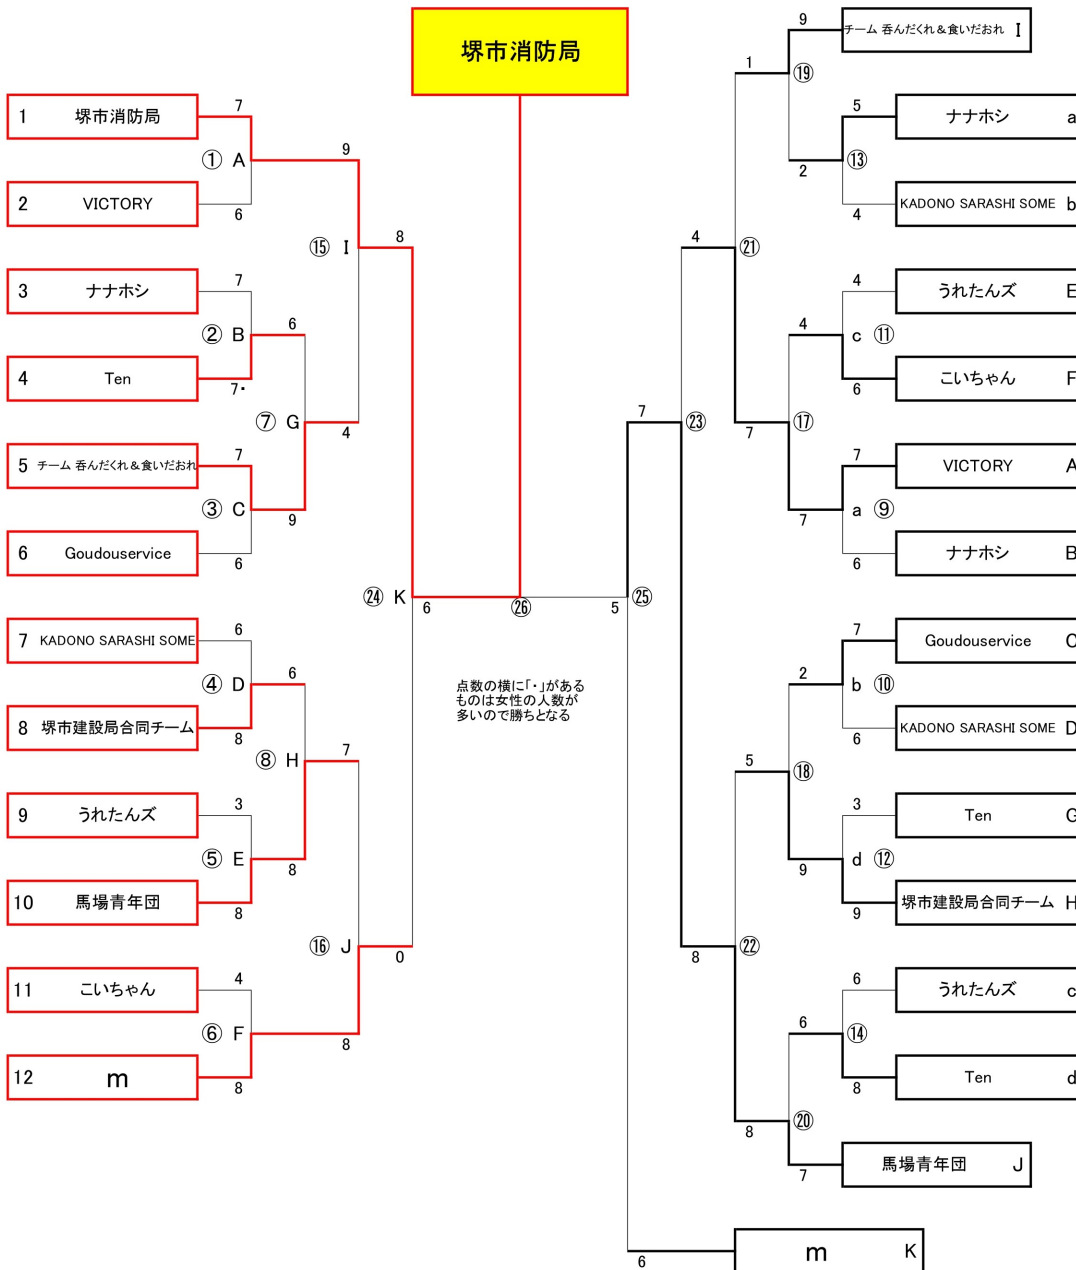 堺市消防局
1 堺市消防局
7
① A
2 VICTORY
6
9
⑮ I
8
3 ナナホシ
7
② B
6
4 Ten
7・
⑦ G
4
5 チーム 呑んだくれ&食いだおれ
7
③ C
9
6 Goudouservice
6
㉔ K
6
㉖
5
㉕
7 KADONO SARASHI SOME
6
④ D
6
8 堺市建設局合同チーム
8
⑧ H
7
9 うれたんズ
3
⑤ E
8
10 馬場青年団
8
⑯ J
0
11 こいちゃん
4
⑥ F
8
12 m
8
点数の横に「・」がある
ものは女性の人数が
多いので勝ちとなる
9
チーム 呑んだくれ&食いだおれ I
1
⑲
5
ナナホシ a
2
⑬
4
KADONO SARASHI SOME b
4
㉑
4
うれたんズ E
4
c ⑪
6
こいちゃん F
7
㉓
7
⑰
7
VICTORY A
7
a ⑨
6
ナナホシ B
7
Goudouservice C
2
b ⑩
6
KADONO SARASHI SOME D
5
⑱
3
Ten G
9
d ⑫
9
堺市建設局合同チーム H
8
㉒
6
うれたんズ c
6
⑭
8
Ten d
8
⑳
7
馬場青年団 J
6
m K